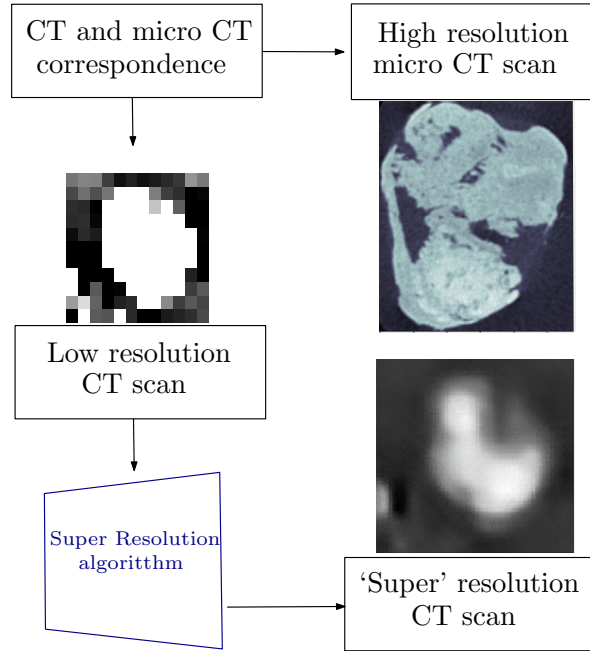 CT and micro CT
correspondence
High resolution
micro CT scan
Low resolution
CT scan
Super Resolution
algoritthm
‘Super’ resolution
CT scan